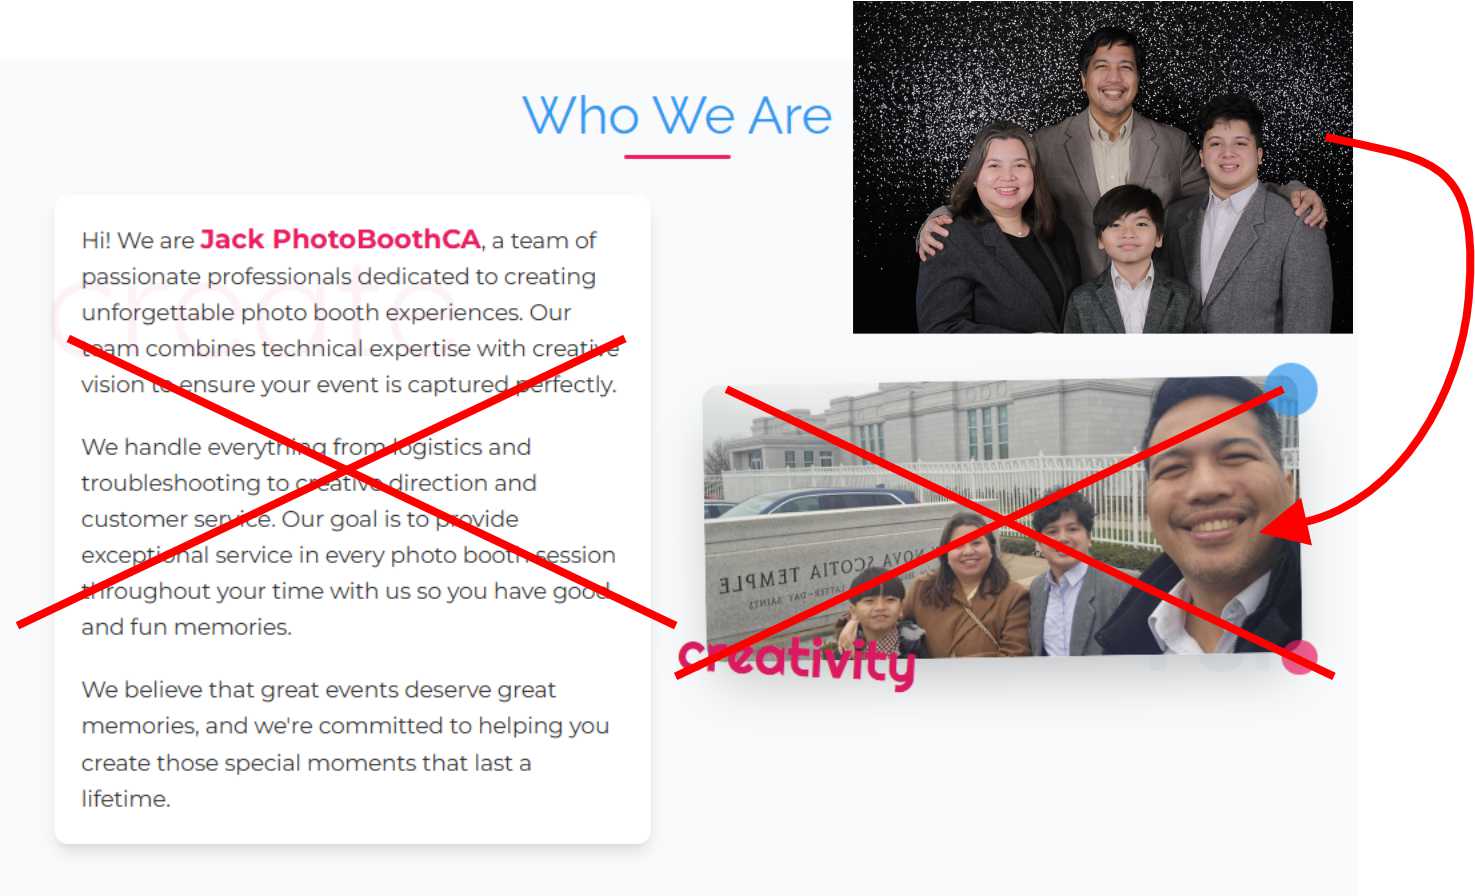 Who We Are
Hi! We are Jack PhotoBoothCA, a team of
passionate professionals dedicated to creating
unforgettable photo booth experiences. Our
team combines technical expertise with creative
vision to ensure your event is captured perfectly.
We handle everything from logistics and
troubleshooting to creative direction and
customer service. Our goal is to provide
exceptional service in every photo booth session
throughout your time with us so you have good
and fun memories.
We believe that great events deserve great
memories, and we're committed to helping you
create those special moments that last a
lifetime.
create
NOVA SCOTIA TEMPLE
LATTER-DAY SAINTS
creativity